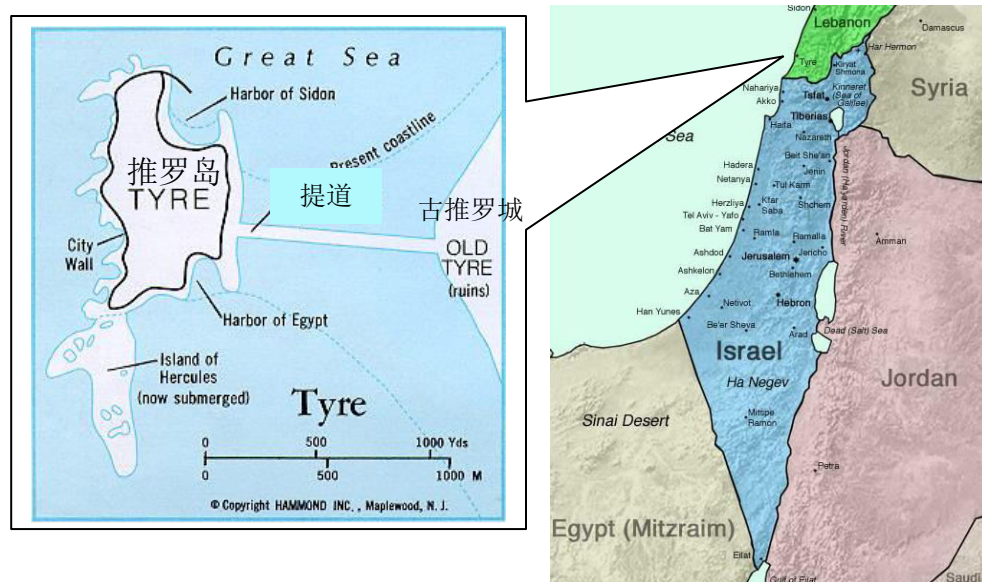 Great Sea
Harbor of Sidon
Present coastline
推罗岛
TYRE
提道
古推罗城
City
Wall
OLD
TYRE
(ruins)
Harbor of Egypt
Island of
Hercules
(now submerged)
Tyre
0 500 1000 Yds
0 500 1000 M
© Copyright HAMMOND INC., Maplewood, N. J.
Sidon
Lebanon
Damascus
Har Hermon
Tyre
Kiryat
Shmona
Syria
Nahariya
Akko
Tsfat
Kinneret
(Sea of
Galilee)
Tiberias
Sea
Haifa
Nazareth
Beit She'an
Hadera
Jenin
Netanya
Tul Karm
Jordan (Ha-yarden) River
Herzliya
Kfar
Saba
Shchem
Tel Aviv - Yafo
Bat Yam
Ramla
Ramalla
Amman
Ashdod
Jerusalem
Jericho
Ashkelon
Bethlehem
Aza
Netivot
Hebron
Han Yunes
Be'er Sheva
Arad
Dead (Salt) Sea
Israel
Ha Negev
Jordan
Sinai Desert
Mitspe
Ramon
Petra
Egypt (Mitzraim)
Eilat
Gulf of Eilat
Saudi